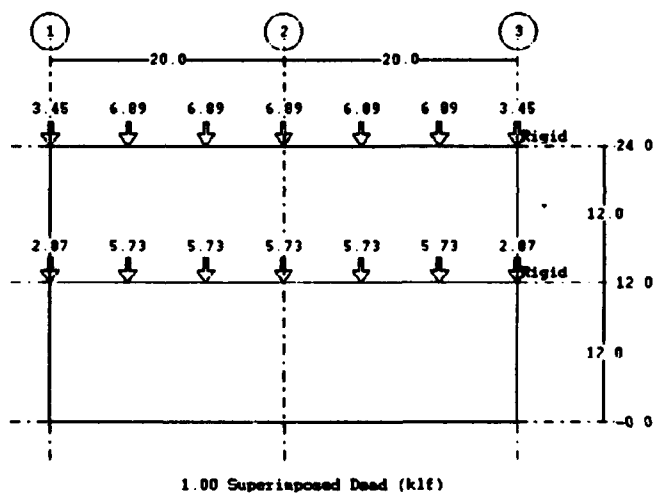 1 2 3
20.0 20.0
3.45 6.89 6.89 6.89 6.89 6.89 3.45
Rigid
24 0
12.0
2.87 5.73 5.73 5.73 5.73 5.73 2.87
Rigid
12 0
12 0
-0 0
1.00 Superimposed Dead (klf)